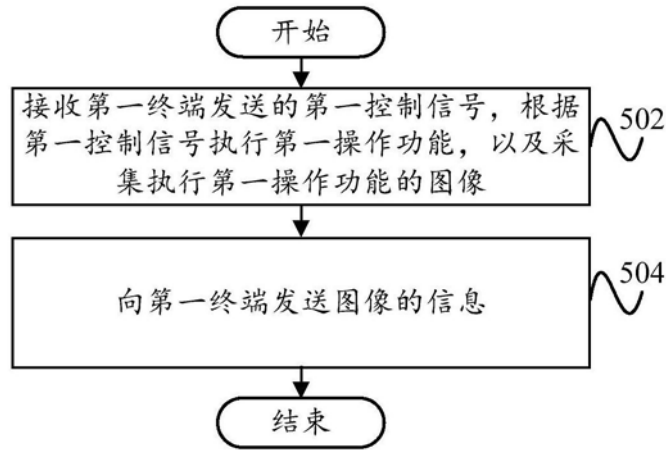 开始
接收第一终端发送的第一控制信号，根据
第一控制信号执行第一操作功能，以及采
集执行第一操作功能的图像
502
向第一终端发送图像的信息
504
结束